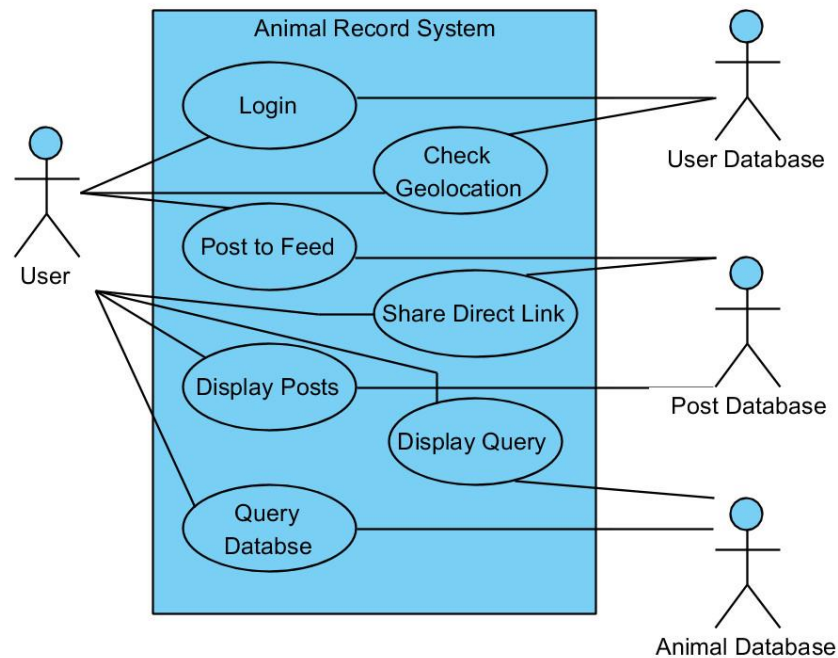 Animal Record System
Login
User Database
Check
Geolocation
Post to Feed
User
Share Direct Link
Display Posts
Post Database
Display Query
Query
Databse
Animal Database